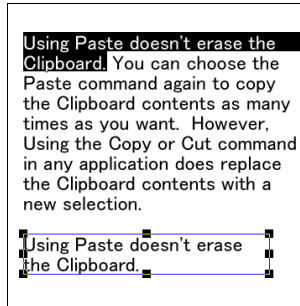 Using Paste doesn't erase the
Clipboard. You can choose the
Paste command again to copy
the Clipboard contents as many
times as you want.  However,
Using the Copy or Cut command
in any application does replace
the Clipboard contents with a
new selection.
Using Paste doesn't erase
the Clipboard.